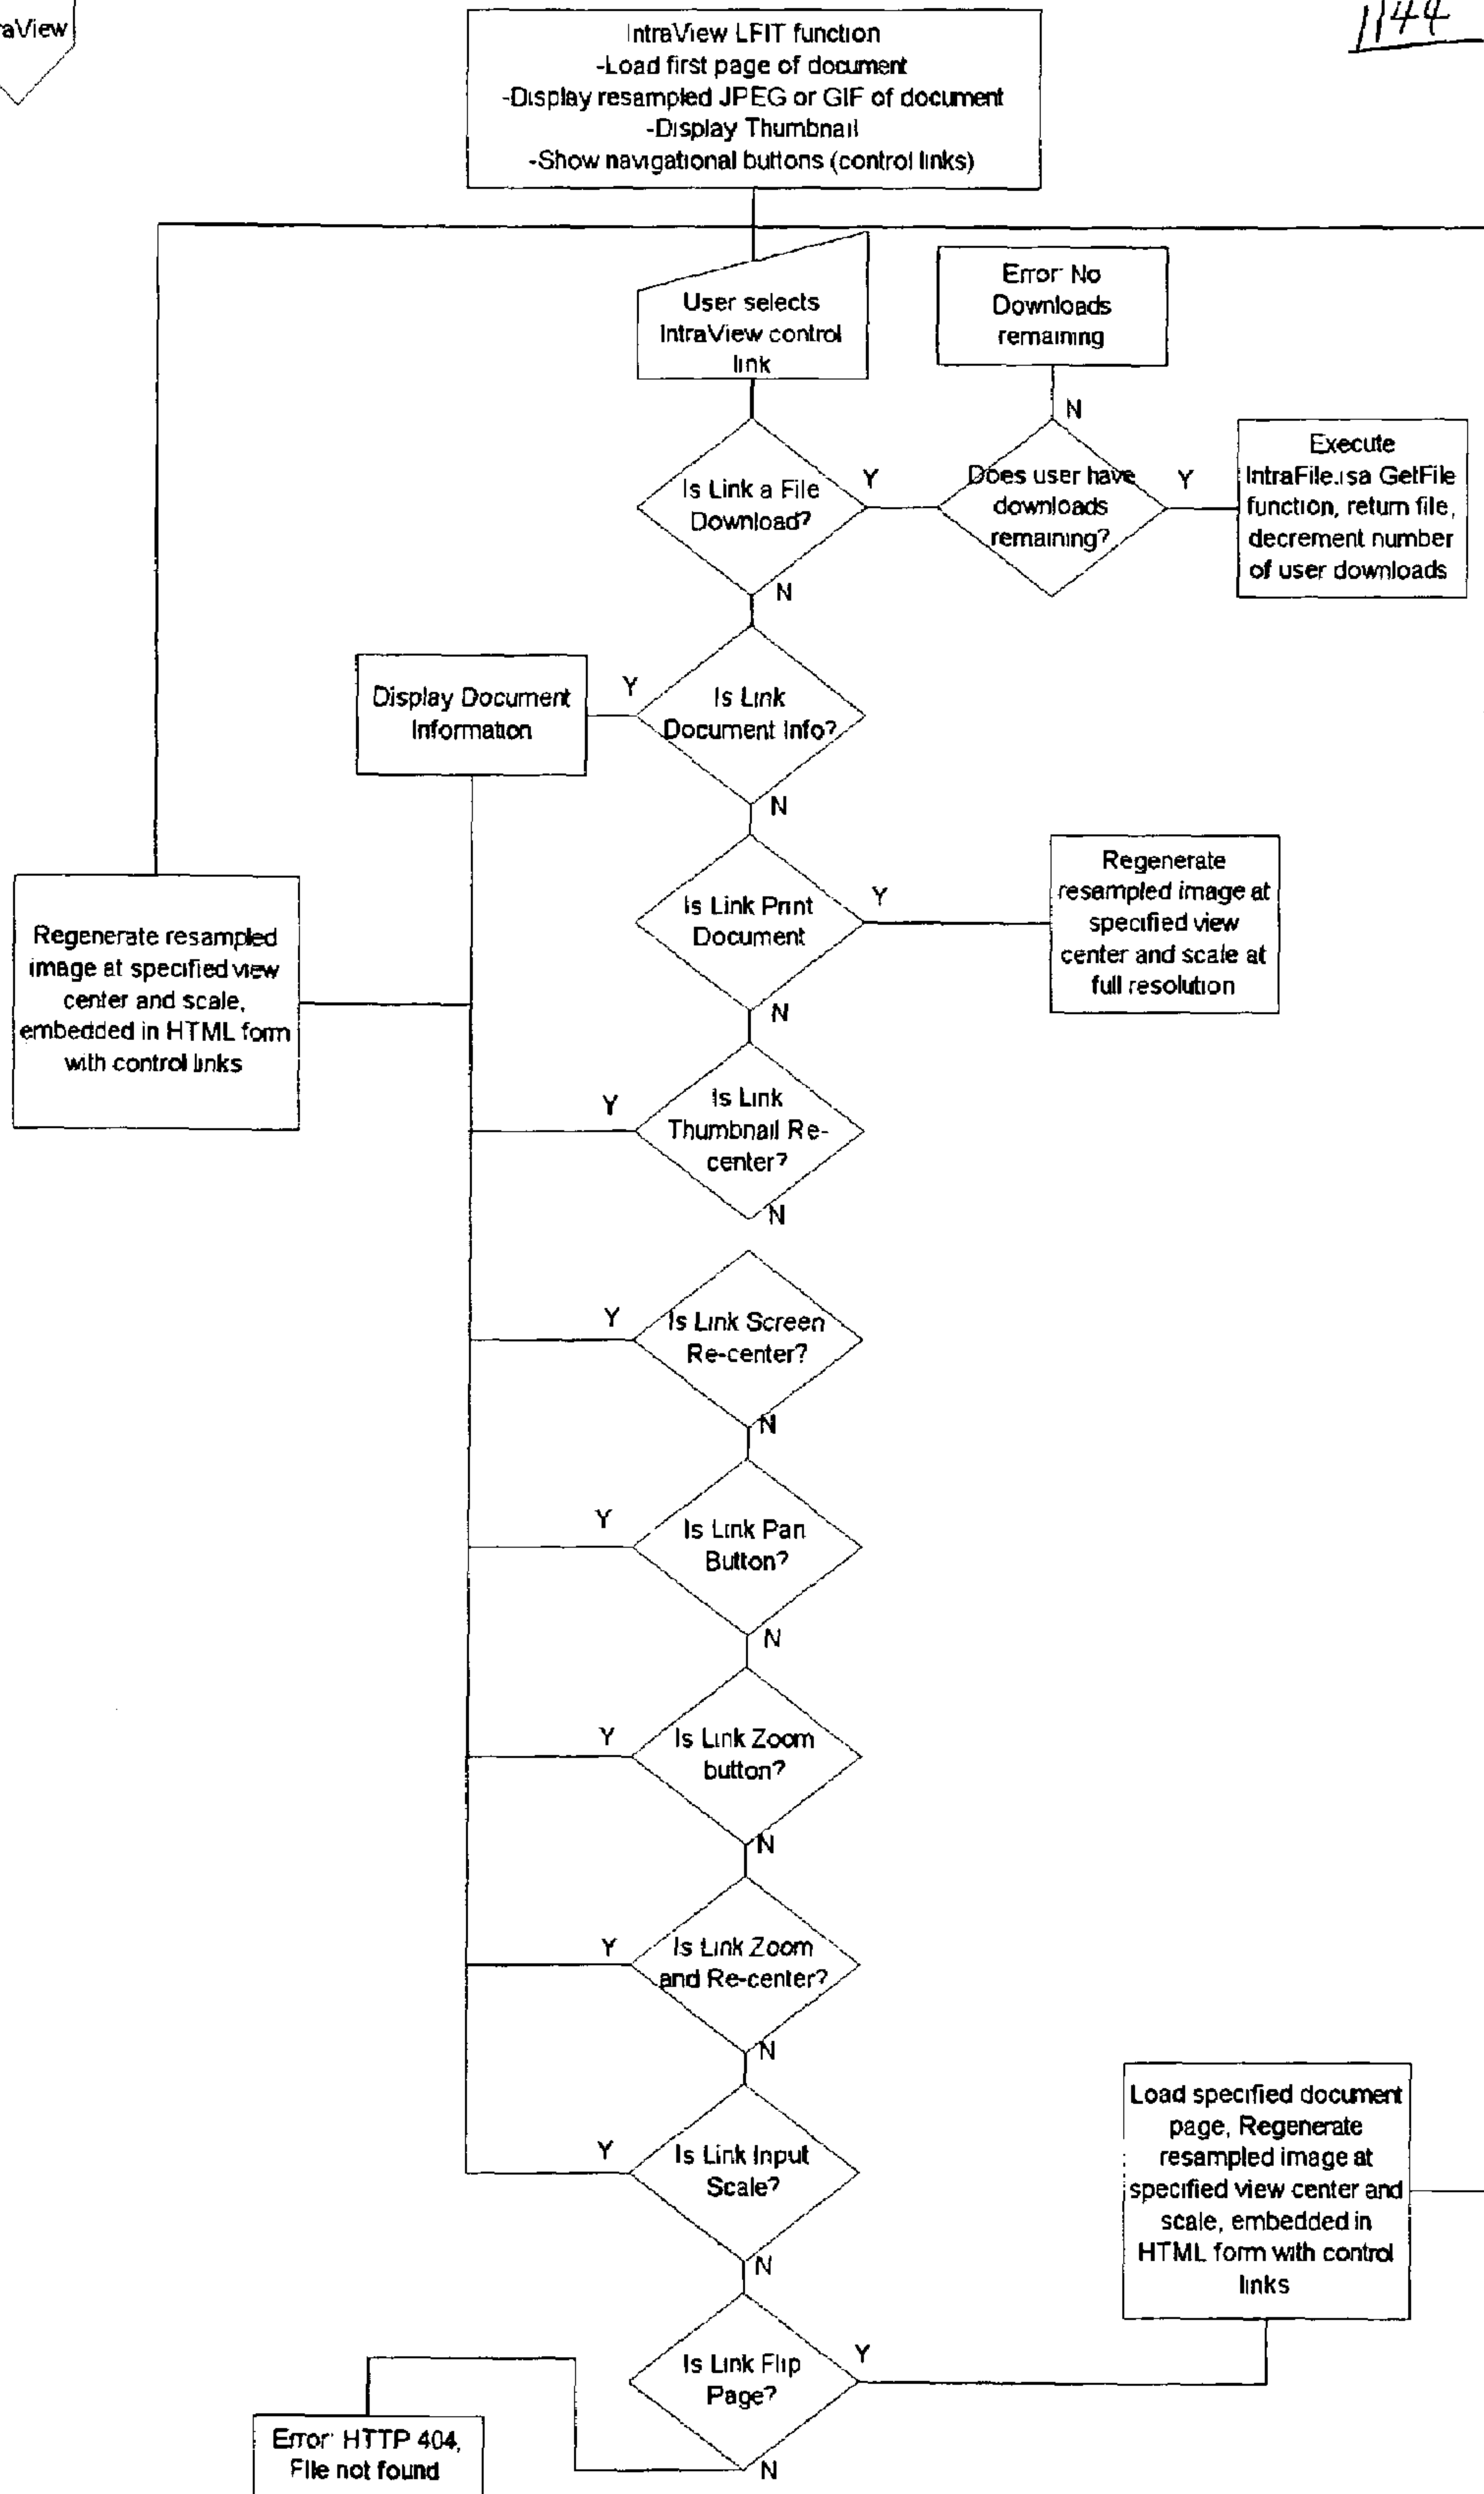 aView
1144
IntraView LFIT function
-Load first page of document
-Display resampled JPEG or GIF of document
-Display Thumbnail
-Show navigational buttons (control links)
User selects
IntraView control
link
Error: No
Downloads
remaining
N
Is Link a File
Download?
Y
Does user have
downloads
remaining?
Y
Execute
IntraFile.isa GetFile
function, return file,
decrement number
of user downloads
N
Display Document
Information
Y
Is Link
Document Info?
N
Is Link Print
Document
Y
Regenerate
resampled image at
specified view
center and scale at
full resolution
Regenerate resampled
image at specified view
center and scale,
embedded in HTML form
with control links
N
Y
Is Link
Thumbnail Re-
center?
N
Y
Is Link Screen
Re-center?
N
Y
Is Link Pan
Button?
N
Y
Is Link Zoom
button?
N
Y
Is Link Zoom
and Re-center?
N
Y
Is Link Input
Scale?
N
Load specified document
page, Regenerate
resampled image at
specified view center and
scale, embedded in
HTML form with control
links
Is Link Flip
Page?
Y
N
Error: HTTP 404,
File not found